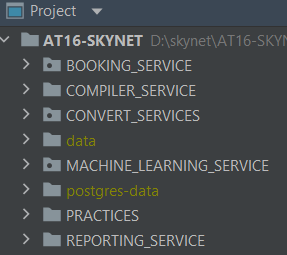 Project
AT16-SKYNET D:\skynet\AT16-SKYN
BOOKING_SERVICE
COMPILER_SERVICE
CONVERT_SERVICES
data
MACHINE_LEARNING_SERVICE
postgres-data
PRACTICES
REPORTING_SERVICE